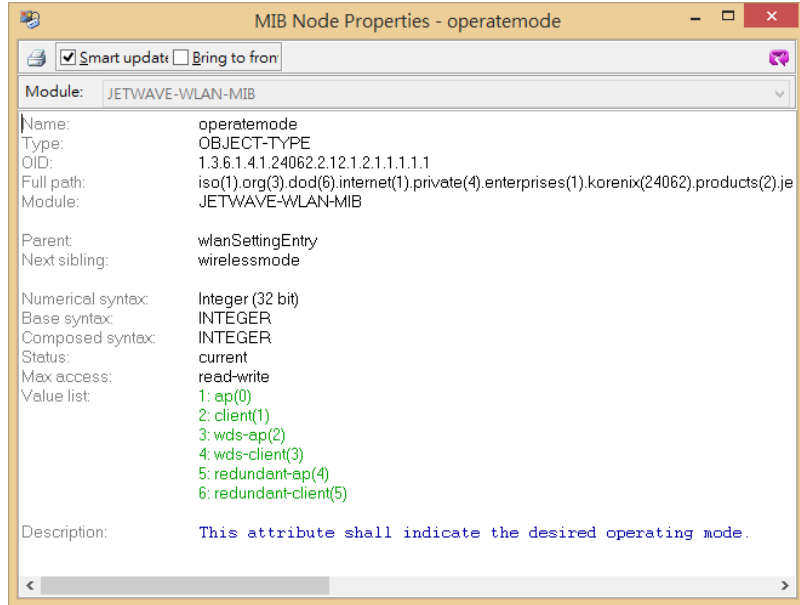 MIB Node Properties - operatemode
Smart update Bring to fron
Module: JETWAVE-WLAN-MIB
Name: operatemode
Type: OBJECT-TYPE
OID: 1.3.6.1.4.1.24062.2.12.1.2.1.1.1.1.1
Full path: iso(1).org(3).dod(6).internet(1).private(4).enterprises(1).korenix(24062).products(2).je
Module: JETWAVE-WLAN-MIB
Parent: wlanSettingEntry
Next sibling: wirelessmode
Numerical syntax: Integer (32 bit)
Base syntax: INTEGER
Composed syntax: INTEGER
Status: current
Max access: read-write
Value list: 1: ap(0)
2: client(1)
3: wds-ap(2)
4: wds-client(3)
5: redundant-ap(4)
6: redundant-client(5)
Description: This attribute shall indicate the desired operating mode.